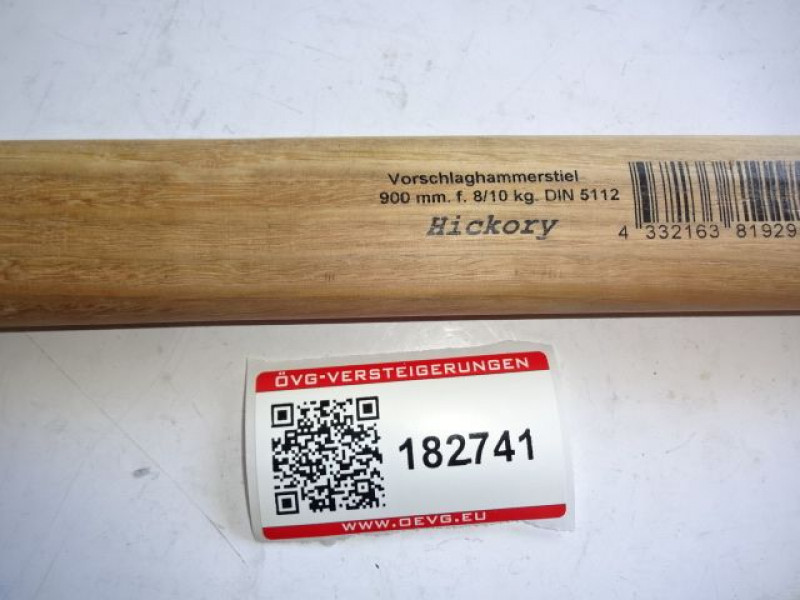 Vorschlaghammerstiel
900 mm. f. 8/10 kg. DIN 5112
Hickory
4 332163 81929
ÖVG-VERSTEIGERUNGEN
182741
WWW.OEVG.EU